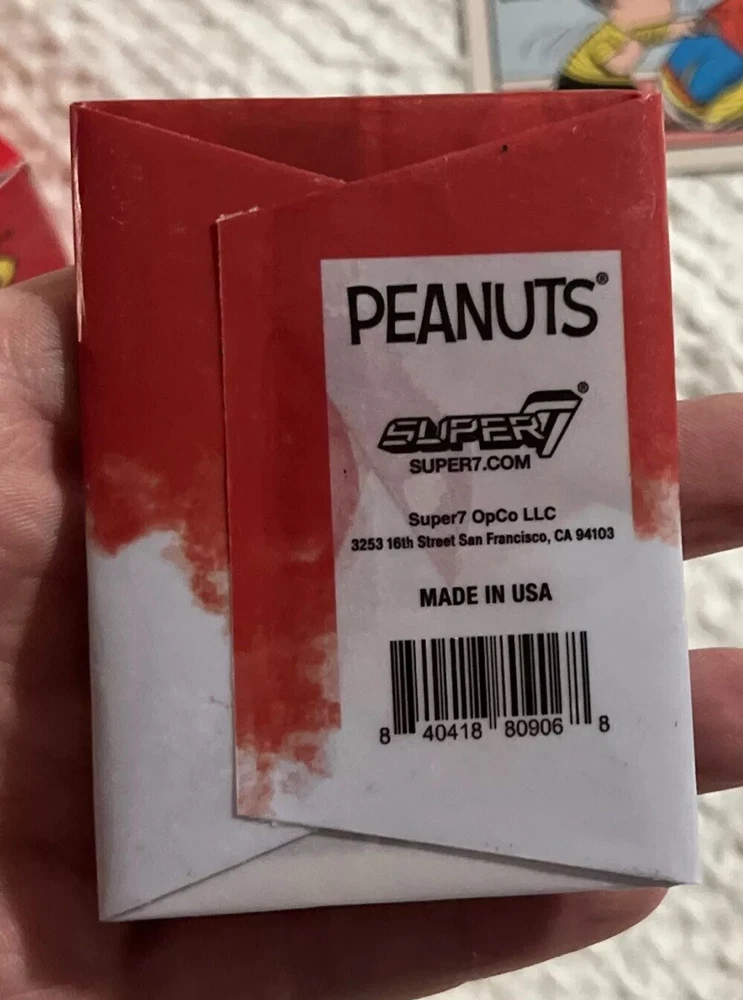 PEANUTS®
SUPER7®
SUPER7.COM
Super7 OpCo LLC
3253 16th Street San Francisco, CA 94103
MADE IN USA
8 40418 80906 8